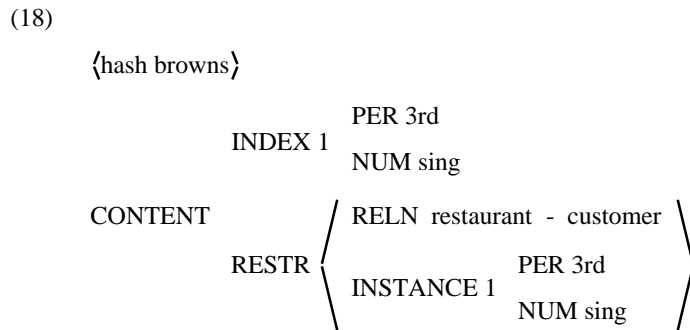 (18)
⟨hash browns⟩
PER 3rd
INDEX 1
NUM sing
CONTENT
RELN restaurant - customer
RESTR
PER 3rd
INSTANCE 1
NUM sing